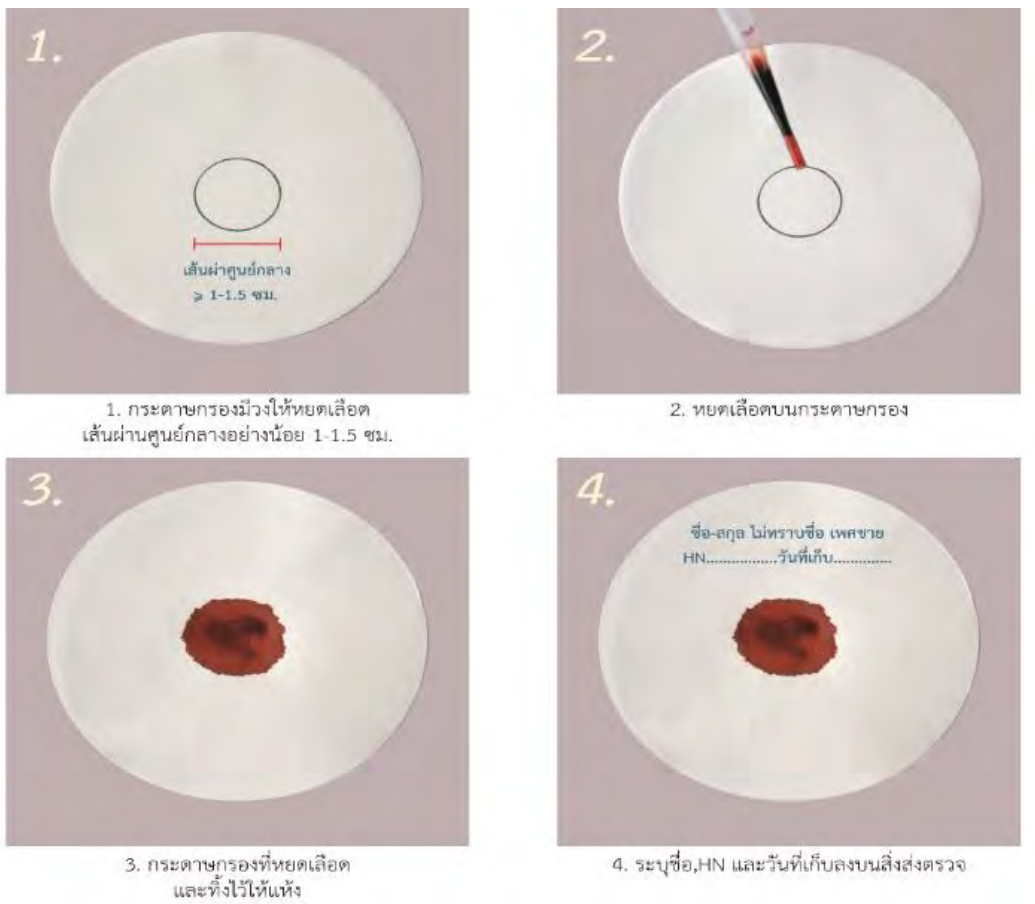 1.
เส้นผ่าศูนย์กลาง
⩾ 1-1.5 ซม.
1. กระดาษกรองมีวงให้หยดเลือด
เส้นผ่านศูนย์กลางอย่างน้อย 1-1.5 ซม.
2.
2. หยดเลือดบนกระดาษกรอง
3.
3. กระดาษกรองที่หยดเลือด
และทิ้งไว้ให้แห้ง
4.
ชื่อ-สกุล ไม่ทราบชื่อ เพศชาย
HN.................วันที่เก็บ..............
4. ระบุชื่อ,HN และวันที่เก็บลงบนสิ่งส่งตรวจ